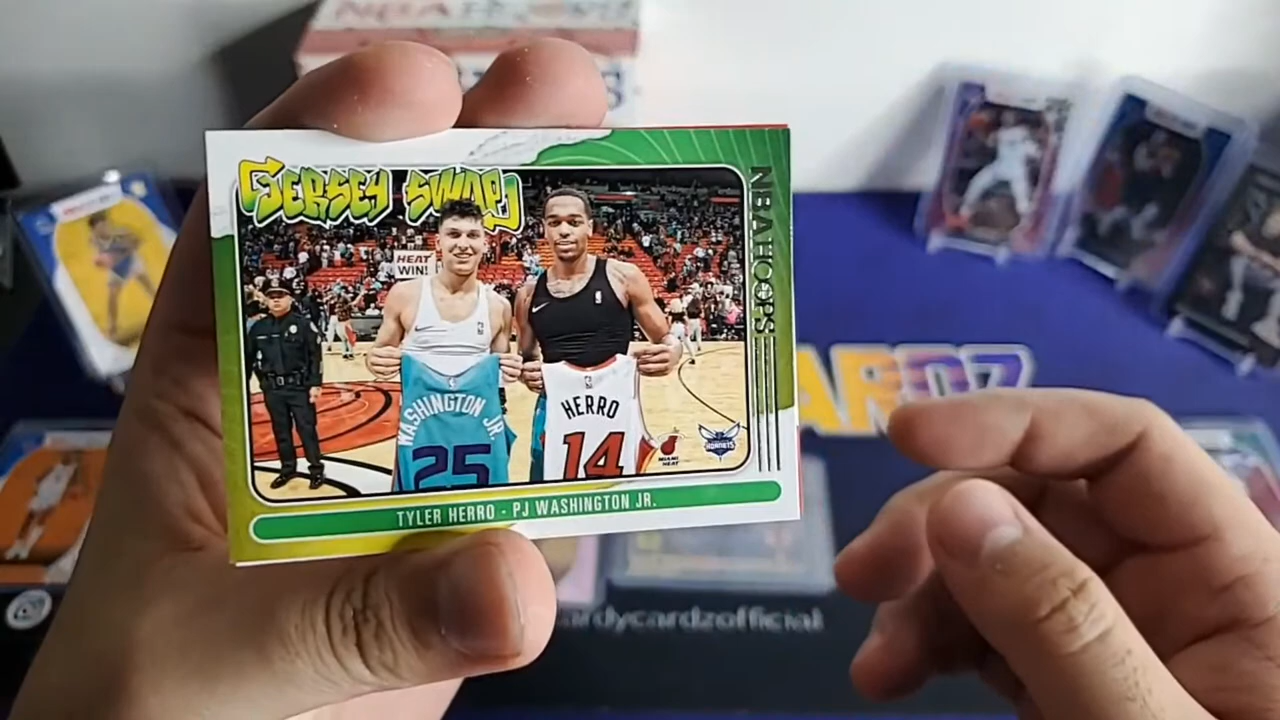 JERSEY SWAP
NBA HOOPS
HEAT
WIN!
WASHINGTON JR.
25
HERRO
14
MIAMI
HEAT
HORNETS
TYLER HERRO · PJ WASHINGTON JR.
ardycardzofficial